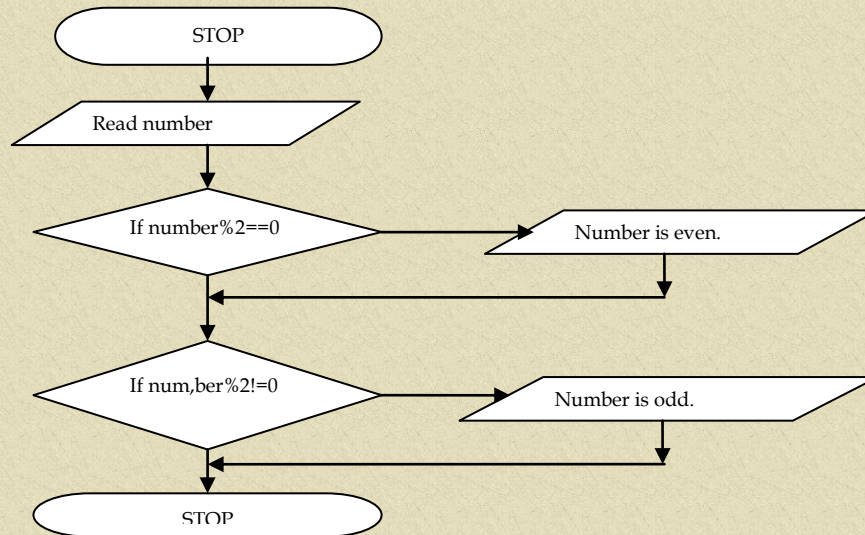 STOP
Read number
If number%2==0
Number is even.
If num,ber%2!=0
Number is odd.
STOP